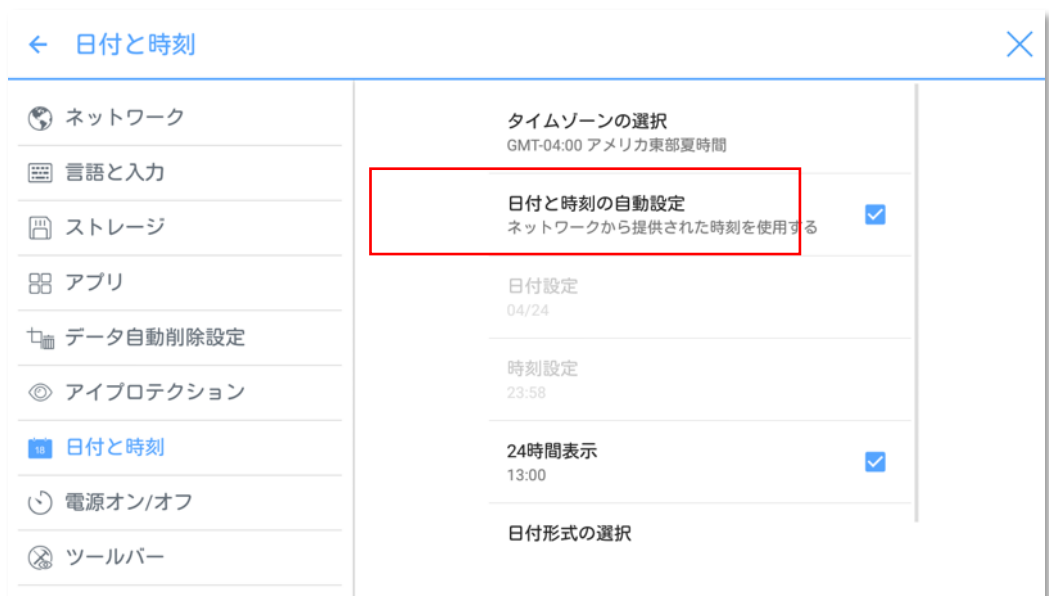 日付と時刻
ネットワーク
言語と入力
ストレージ
アプリ
データ自動削除設定
アイプロテクション
18
日付と時刻
電源オン/オフ
ツールバー
タイムゾーンの選択
GMT-04:00 アメリカ東部夏時間
日付と時刻の自動設定
ネットワークから提供された時刻を使用する
日付設定
04/24
時刻設定
23:58
24時間表示
13:00
日付形式の選択